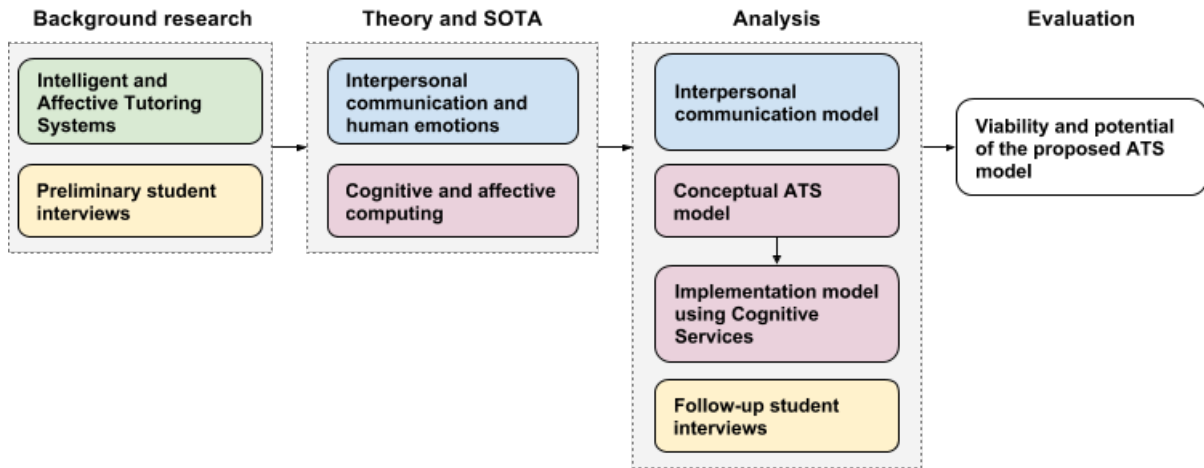 Background research
Intelligent and
Affective Tutoring
Systems
Preliminary student
interviews
Theory and SOTA
Interpersonal
communication and
human emotions
Cognitive and affective
computing
Analysis
Interpersonal
communication model
Conceptual ATS
model
Implementation model
using Cognitive
Services
Follow-up student
interviews
Evaluation
Viability and potential
of the proposed ATS
model